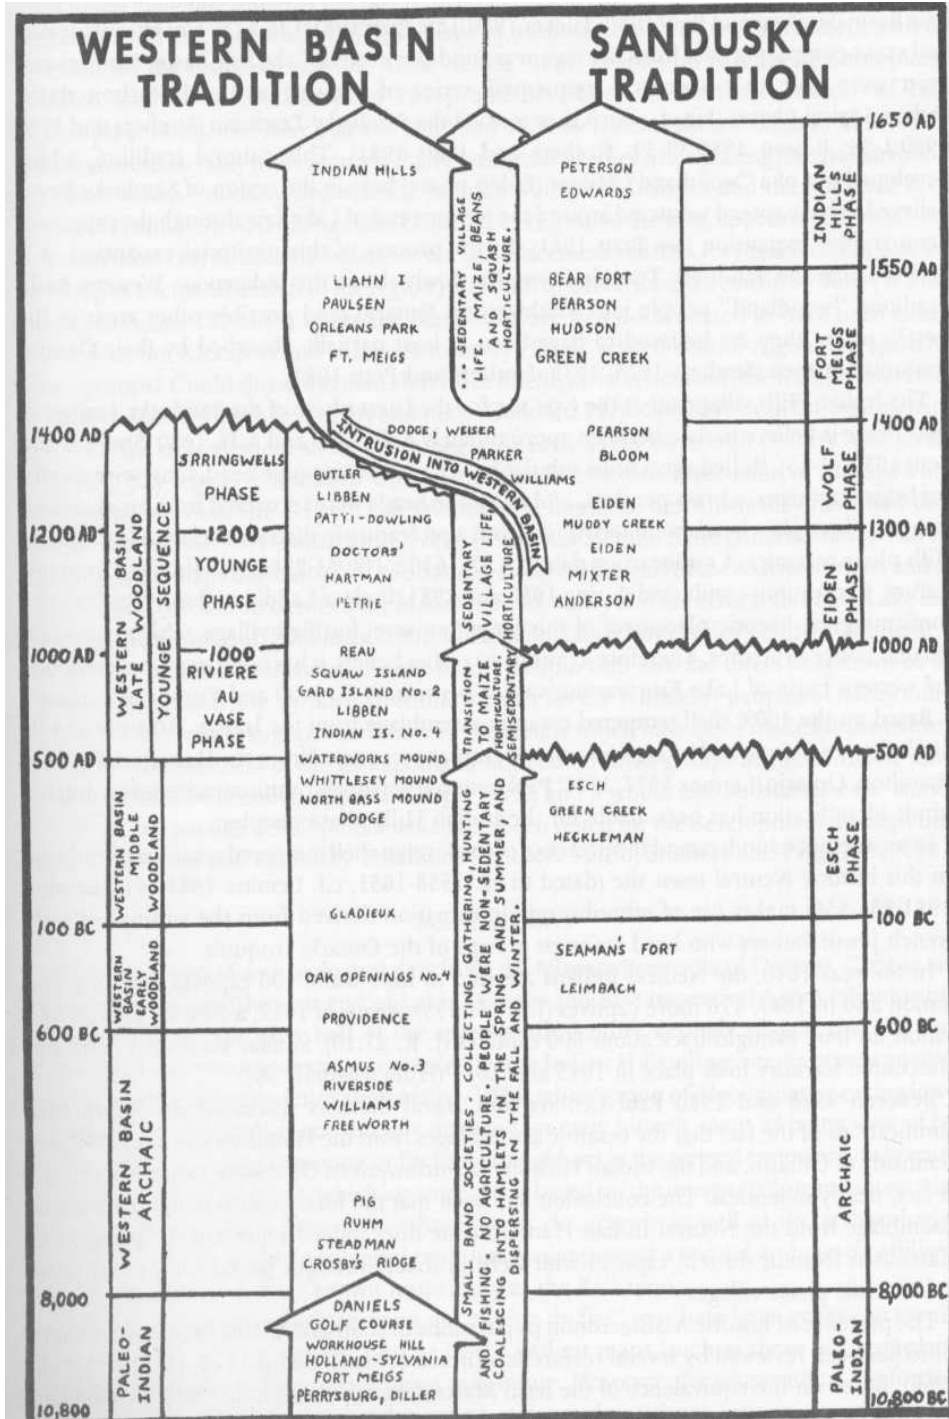 WESTERN BASIN
TRADITION
SANDUSKY
TRADITION
1650 AD
INDIAN HILLS
PETERSON
EDWARDS
INDIAN
HILLS
PHASE
... SEDENTARY VILLAGE
LIFE. MAIZE, BEANS
AND SQUASH
HORTICULTURE.
1550 AD
LIAHN I
PAULSEN
ORLEANS PARK
FT. MEIGS
BEAR FORT
PEARSON
HUDSON
GREEN CREEK
FORT
MEIGS
PHASE
1400 AD
1400 AD
DODGE, WEISER
PARKER
WILLIAMS
INTRUSION INTO WESTERN BASIN
PEARSON
BLOOM
EIDEN
MUDDY CREEK
WOLF
PHASE
SPRINGWELLS
PHASE
BUTLER
LIBBEN
PATYI-DOWLING
1200 AD
1200
1300 AD
YOUNGE
PHASE
DOCTORS'
HARTMAN
PETRIE
EIDEN
MIXTER
ANDERSON
EIDEN
PHASE
WESTERN BASIN
LATE WOODLAND
YOUNGE SEQUENCE
1000 AD
1000
1000 AD
RIVIÈRE
AU
VASE
PHASE
REAU
SQUAW ISLAND
GARD ISLAND NO. 2
LIBBEN
INDIAN IS. NO. 4
TRANSITION
TO MAIZE
HORTICULTURE.
SEDENTARY
VILLAGE LIFE.
SEMISEDENTARY
HORTICULTURE
500 AD
500 AD
WATERWORKS MOUND
WHITTLESEY MOUND
NORTH BASS MOUND
DODGE
ESCH
ESCH
SEAMAN
ESCH
PHASE
WESTERN BASIN
MIDDLE
WOODLAND
GLADIEUX
100 BC
100 BC
WESTERN
BASIN
EARLY
WOODLAND
OAK OPENINGS NO. 4
PROVIDENCE
SEAMAN'S FORT
LEIMBACH
600 BC
600 BC
WESTERN BASIN
ARCHAIC
ASMUS NO. 3
RIVERSIDE
WILLIAMS
FREEWORTH
PIG
RUHM
STEADMAN
CROSBYS RIDGE
ARCHAIC
SMALL BAND SOCIETIES - COLLECTING, GATHERING, HUNTING
AND FISHING. NO AGRICULTURE. PEOPLE WERE NON-SEDENTARY,
COALESCING INTO HAMLETS IN THE SPRING AND SUMMER, AND
DISPERSING IN THE FALL AND WINTER.
8,000
8,000 BC
PALEO-
INDIAN
DANIELS
GOLF COURSE
WORKHOUSE HILL
HOLLAND-SYLVANIA
FORT MEIGS
PERRYSBURG, DILLER
PALEO
INDIAN
10,800
10,800 BC